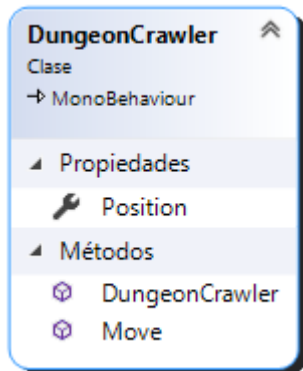 DungeonCrawler
Clase
MonoBehaviour
Propiedades
Position
Métodos
DungeonCrawler
Move